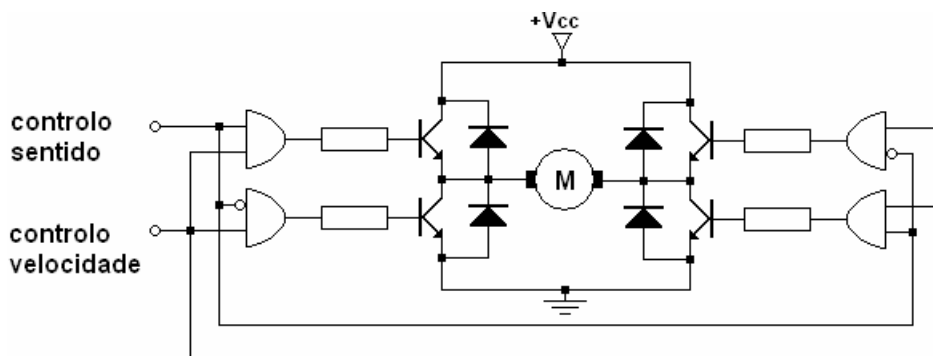 +Vcc
controlo
sentido
M
controlo
velocidade